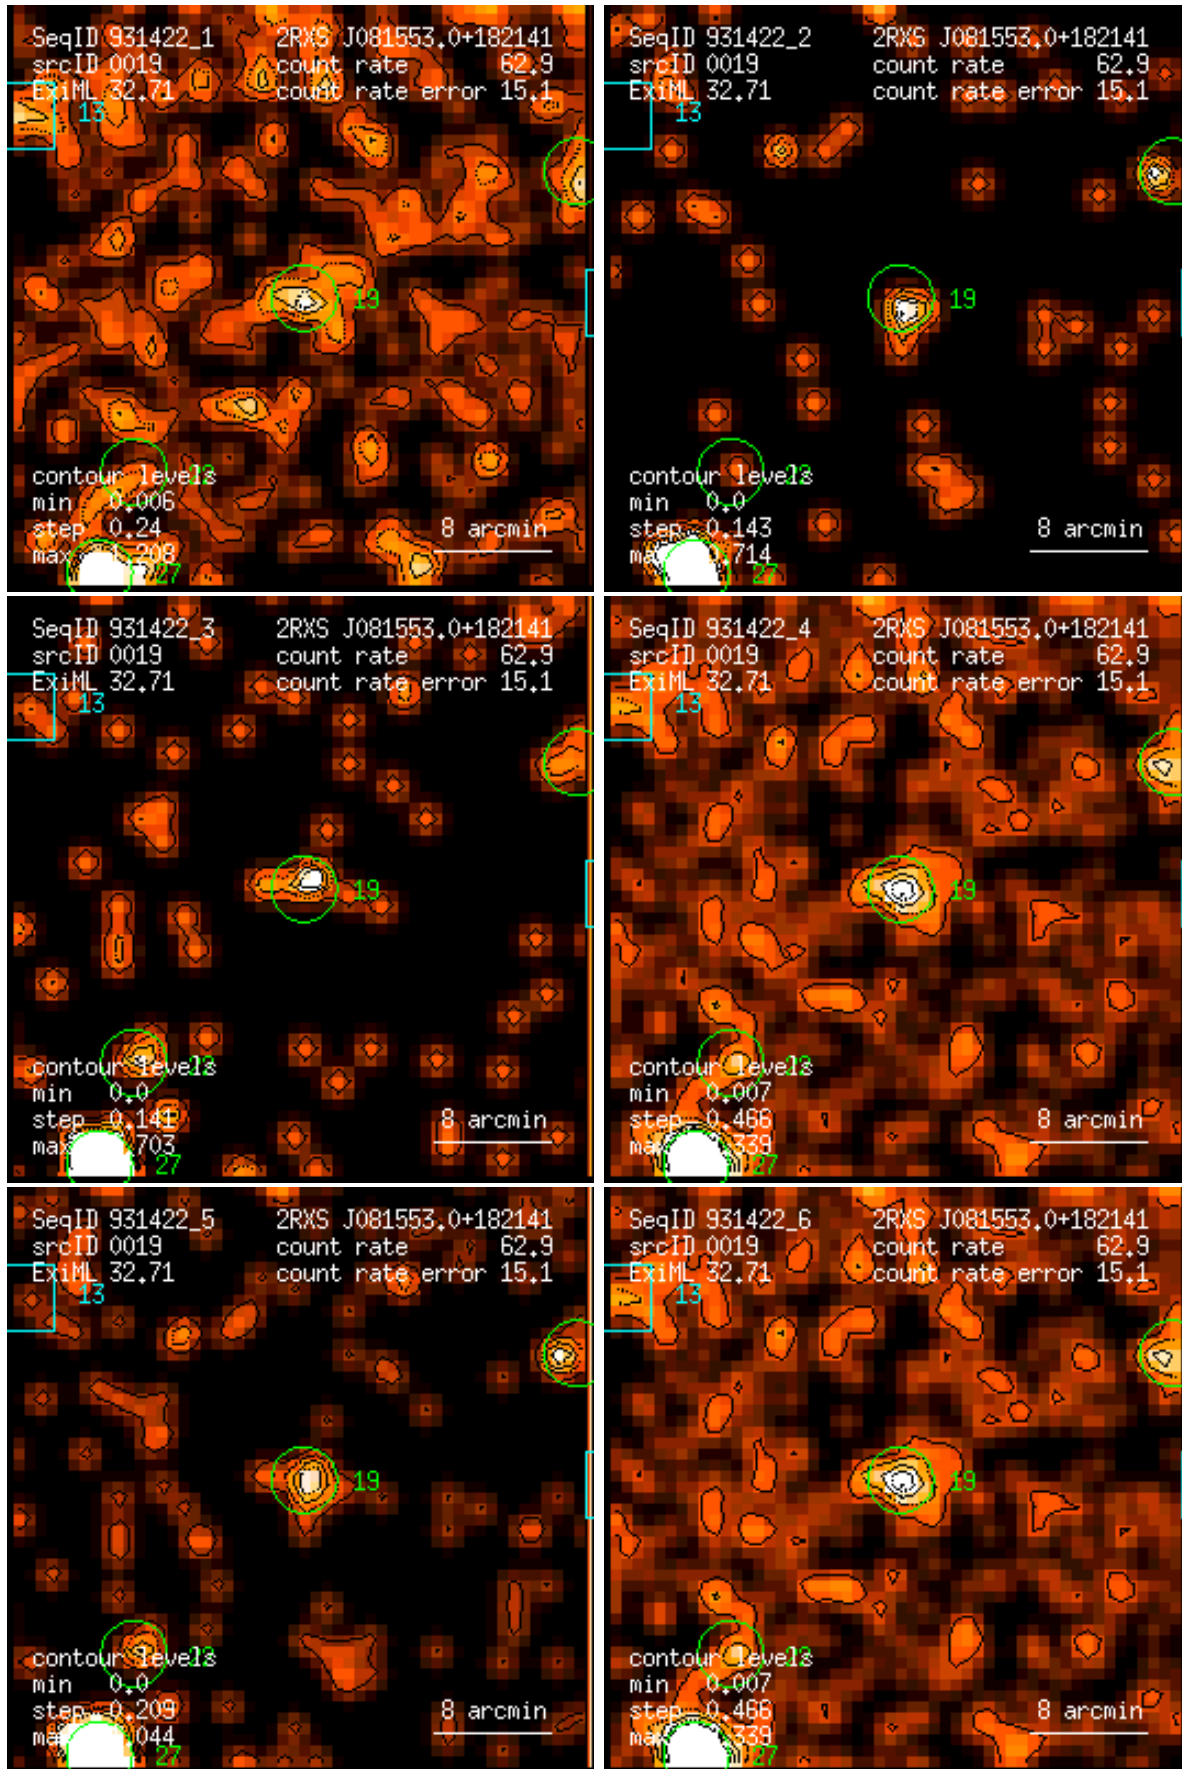 SeqID 931422_1 2RXS J081553.0+182141
srcID 0019 count rate 62.9
ExiML 32.71 count rate error 15.1
13
19
contour levels
min 0.006
step 0.24
max 1.208
8 arcmin
27
SeqID 931422_2 2RXS J081553.0+182141
srcID 0019 count rate 62.9
ExiML 32.71 count rate error 15.1
13
19
contour levels
min 0.0
step 0.143
0.714
8 arcmin
27
SeqID 931422_3 2RXS J081553.0+182141
srcID 0019 count rate 62.9
ExiML 32.71 count rate error 15.1
13
19
contour levels
min 0.0
step 0.141
.703
8 arcmin
27
SeqID 931422_4 2RXS J081553.0+182141
srcID 0019 count rate 62.9
ExiML 32.71 count rate error 15.1
13
19
contour levels
min 0.007
step 0.466
.339
8 arcmin
27
SeqID 931422_5 2RXS J081553.0+182141
srcID 0019 count rate 62.9
ExiML 32.71 count rate error 15.1
13
19
contour levels
min 0.0
step 0.209
.044
8 arcmin
27
SeqID 931422_6 2RXS J081553.0+182141
srcID 0019 count rate 62.9
ExiML 32.71 count rate error 15.1
13
19
contour levels
min 0.007
step 0.466
.339
8 arcmin
27